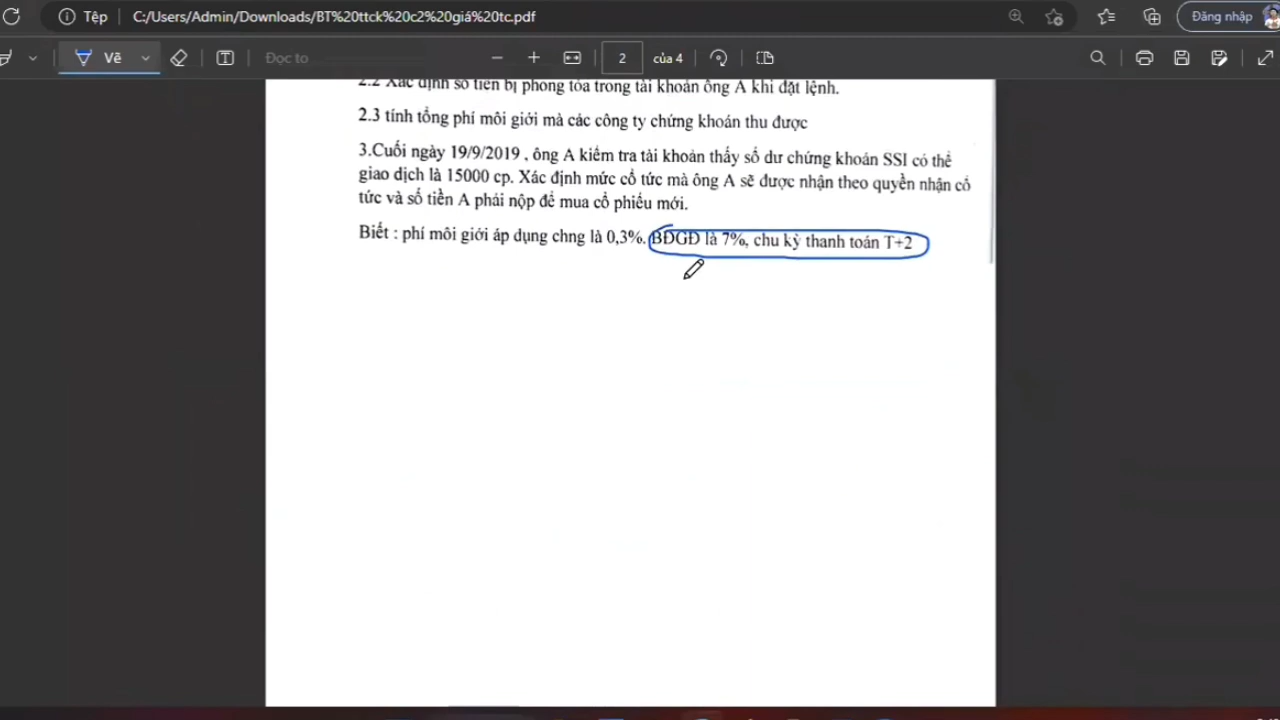 Tệp
C:/Users/Admin/Downloads/BT%20ttck%20c2%20giá%20tc.pdf
Đăng nhập
Vẽ
Đọc to
2
của 4
2.2 Xác định số tiền bị phong tỏa trong tài khoản ông A khi đặt lệnh.
2.3 tính tổng phí môi giới mà các công ty chứng khoán thu được
3.Cuối ngày 19/9/2019 , ông A kiểm tra tài khoản thấy số dư chứng khoán SSI có thể
giao dịch là 15000 cp. Xác định mức cổ tức mà ông A sẽ được nhận theo quyền nhận cổ
tức và số tiền A phải nộp để mua cổ phiếu mới.
Biết : phí môi giới áp dụng chng là 0,3%. BĐGD là 7%, chu kỳ thanh toán T+2